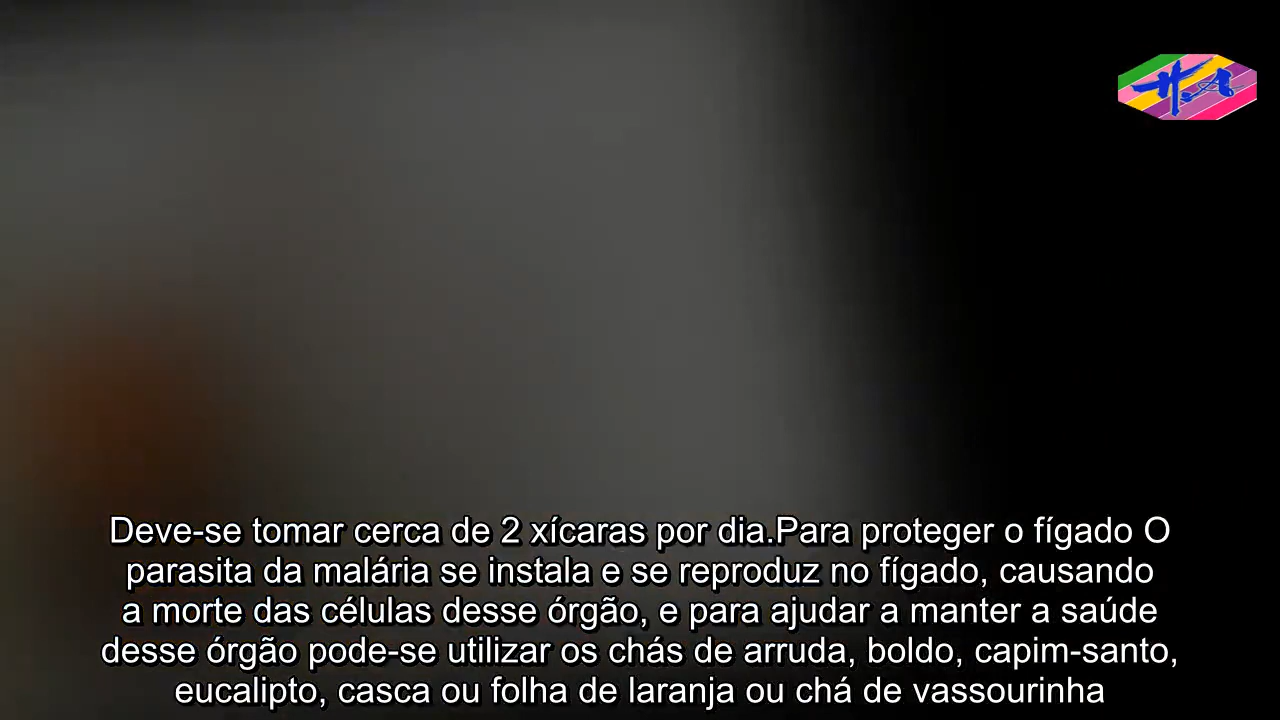 Deve-se tomar cerca de 2 xícaras por dia.Para proteger o fígado O
parasita da malária se instala e se reproduz no fígado, causando
a morte das células desse órgão, e para ajudar a manter a saúde
desse órgão pode-se utilizar os chás de arruda, boldo, capim-santo,
eucalipto, casca ou folha de laranja ou chá de vassourinha